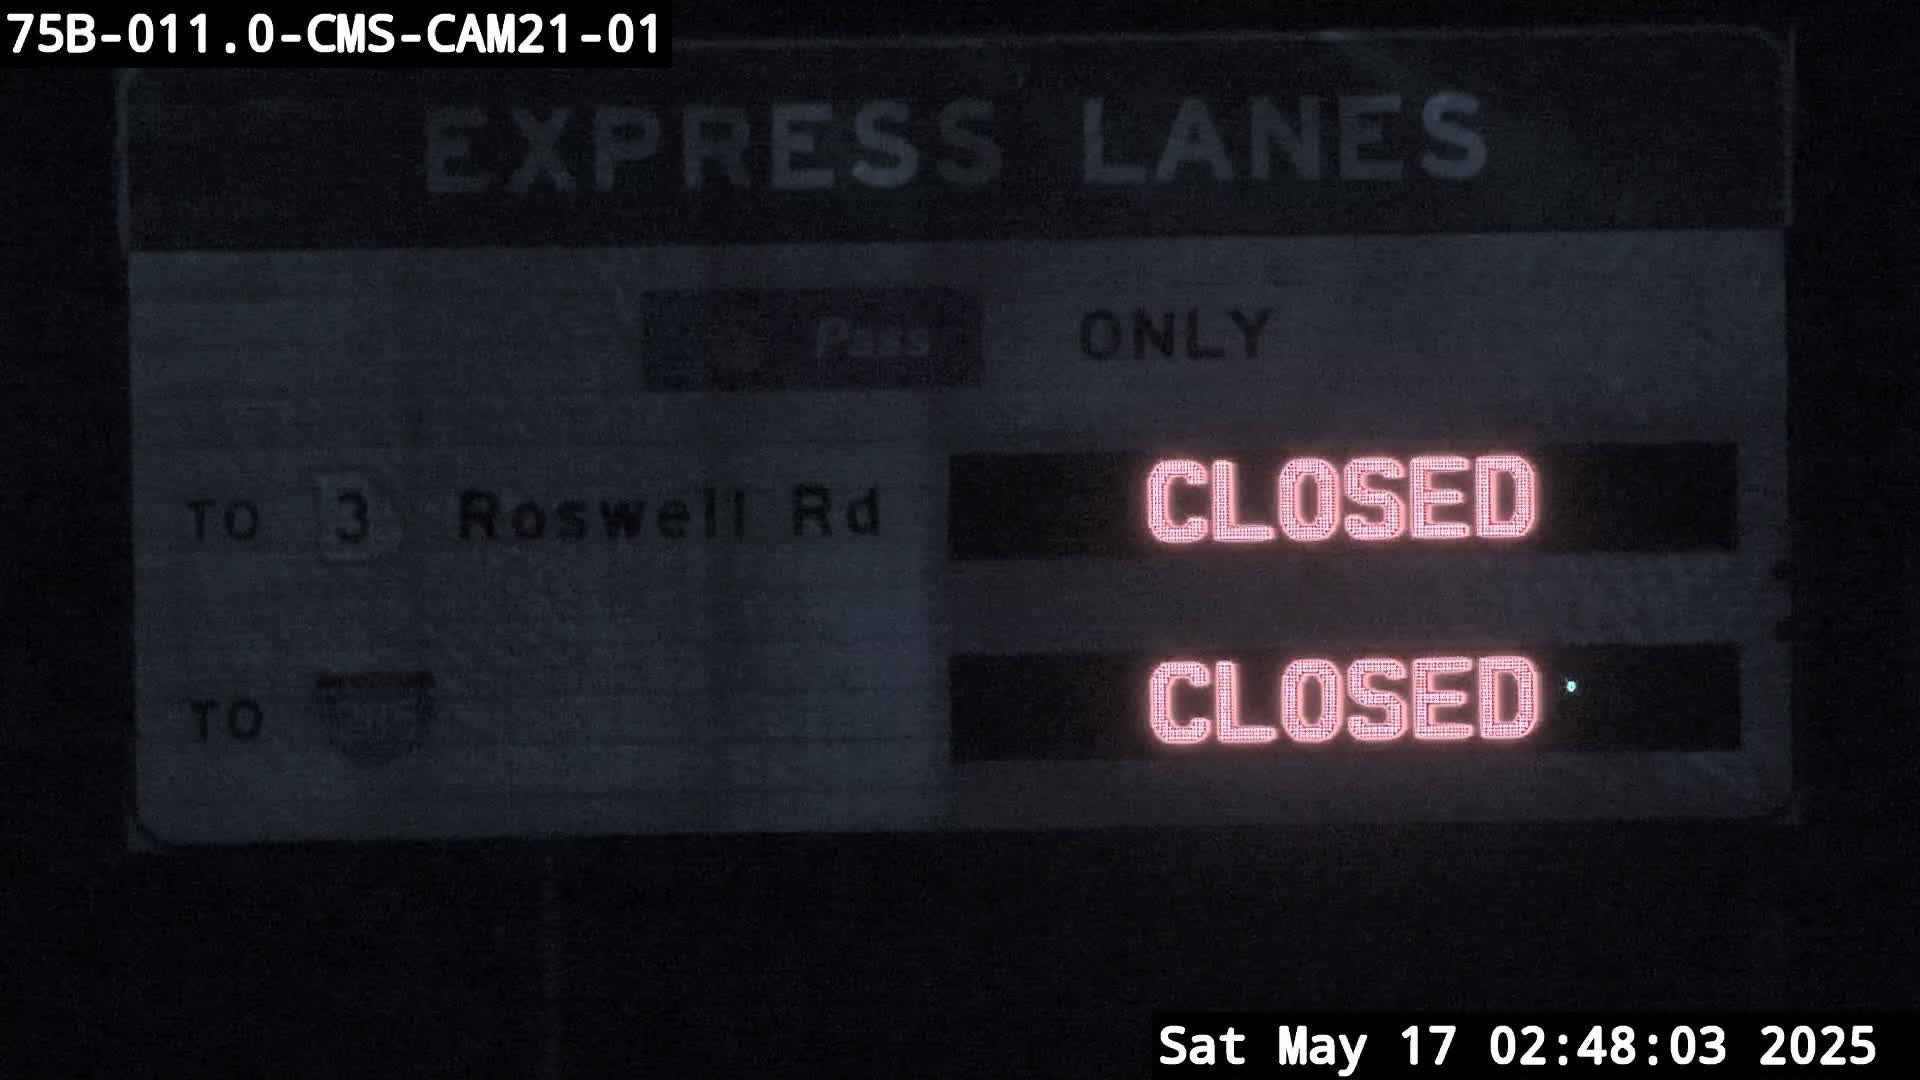 75B-011.0-CMS-CAM21-01
EXPRESS LANES
Pass ONLY
TO 3 Roswell Rd CLOSED
TO CLOSED
Sat May 17 02:48:03 2025